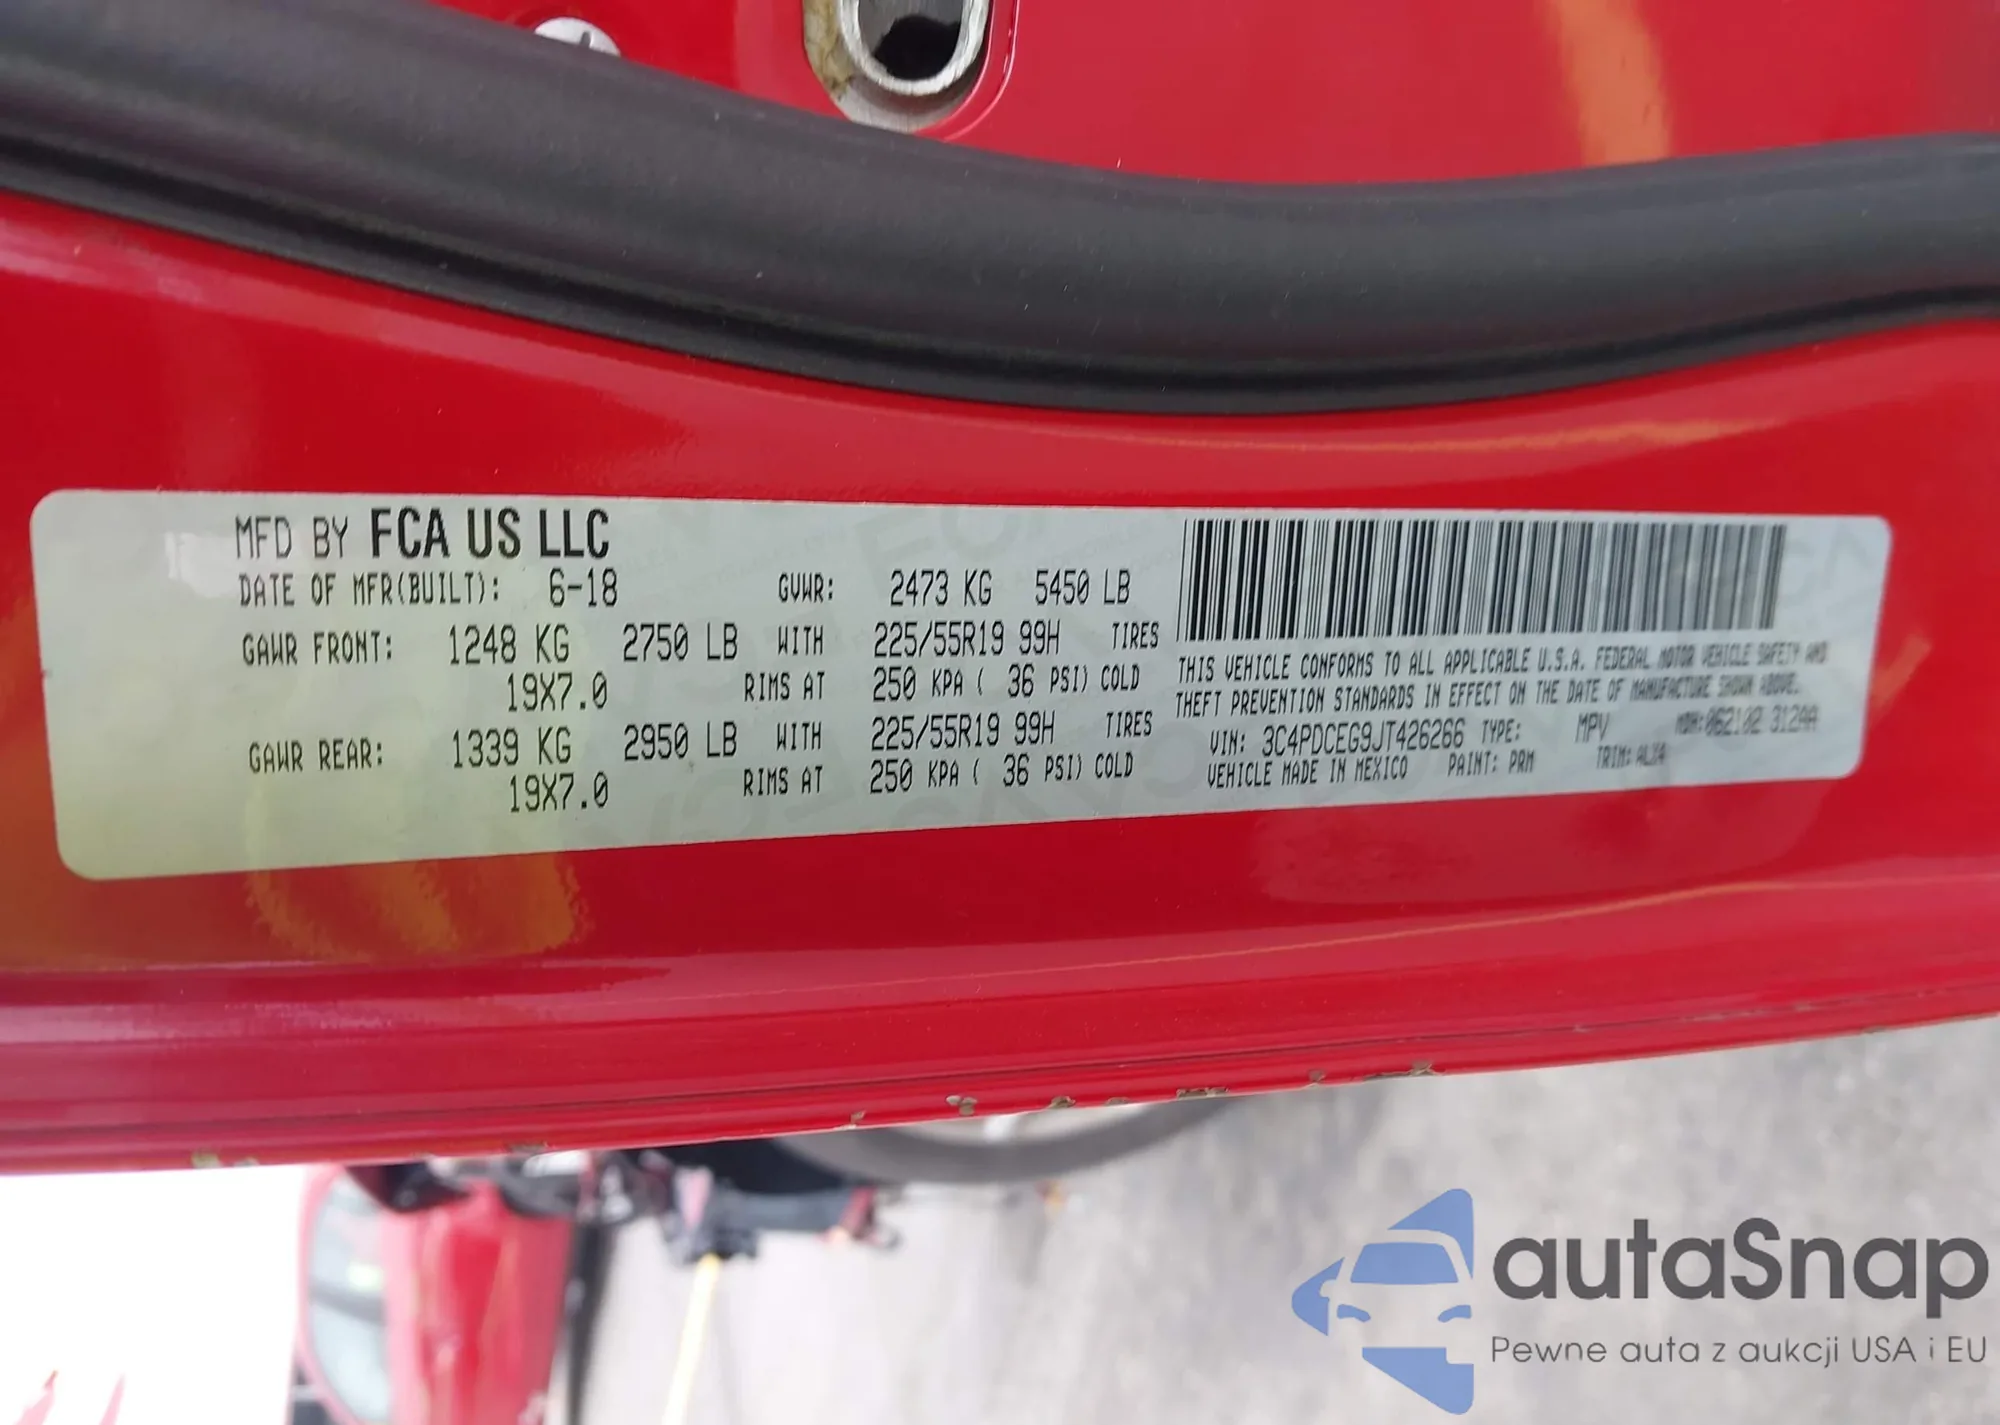 MFD BY FCA US LLC
DATE OF MFR(BUILT): 6-18 GVWR: 2473 KG 5450 LB
GAWR FRONT: 1248 KG 2750 LB WITH 225/55R19 99H TIRES
19X7.0 RIMS AT 250 KPA ( 36 PSI) COLD
GAWR REAR: 1339 KG 2950 LB WITH 225/55R19 99H TIRES
19X7.0 RIMS AT 250 KPA ( 36 PSI) COLD
THIS VEHICLE CONFORMS TO ALL APPLICABLE U.S.A. FEDERAL MOTOR VEHICLE SAFETY AND
THEFT PREVENTION STANDARDS IN EFFECT ON THE DATE OF MANUFACTURE SHOWN ABOVE.
VIN: 3C4PDCEG9JT426266 TYPE: MPV MDH:062102 312AA
VEHICLE MADE IN MEXICO PAINT: PRM TRIM:
autaSnap
Pewne auta z aukcji USA i EU